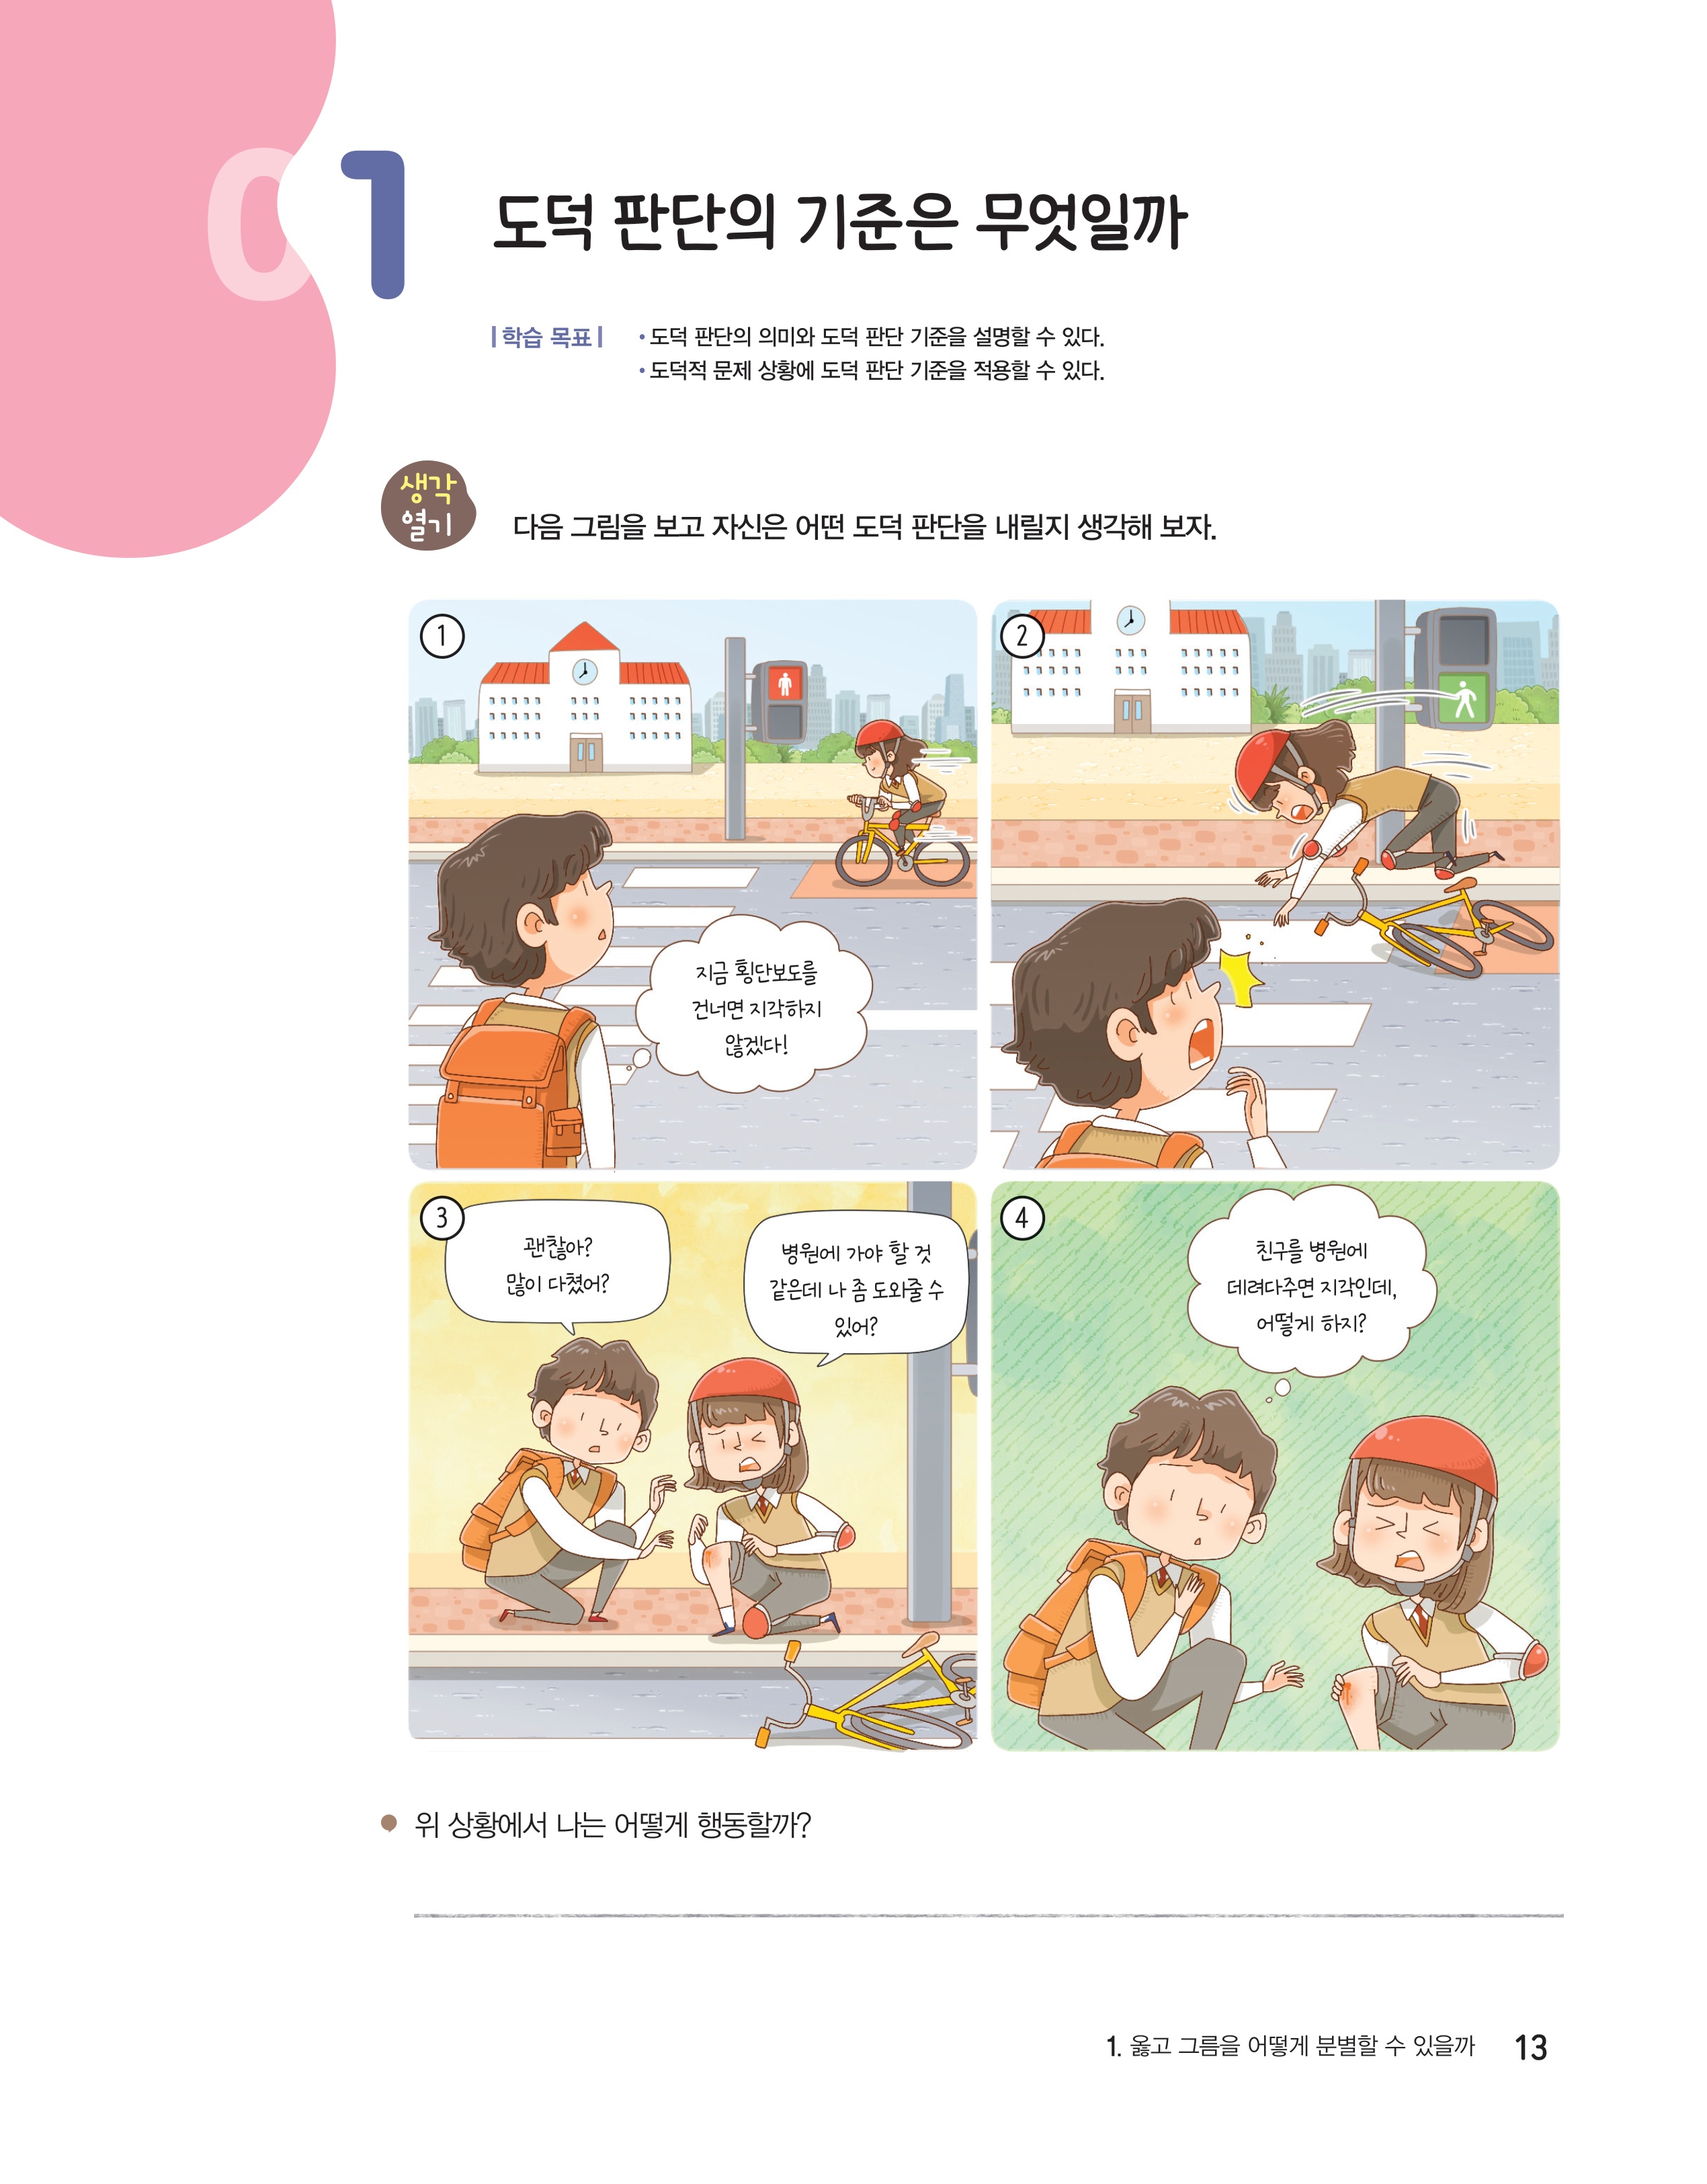 01
도덕 판단의 기준은 무엇일까
|학습 목표|
• 도덕 판단의 의미와 도덕 판단 기준을 설명할 수 있다.
• 도덕적 문제 상황에 도덕 판단 기준을 적용할 수 있다.
생각
열기
다음 그림을 보고 자신은 어떤 도덕 판단을 내릴지 생각해 보자.
1
지금 횡단보도를
건너면 지각하지
않겠다!
2
3
괜찮아?
많이 다쳤어?
병원에 가야 할 것
같은데 나 좀 도와줄 수
있어?
4
친구를 병원에
데려다주면 지각인데,
어떻게 하지?
위 상황에서 나는 어떻게 행동할까?
1. 옳고 그름을 어떻게 분별할 수 있을까 13